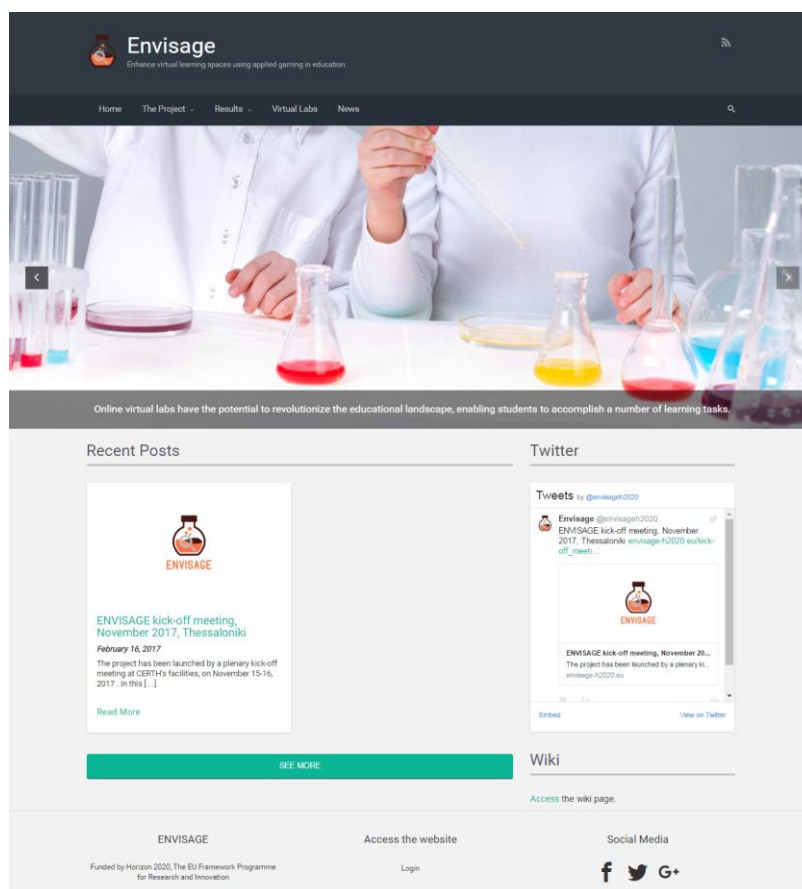 Envisage
Enhance virtual learning spaces using applied gaming in education
Home The Project Results Virtual Labs News
Online virtual labs have the potential to revolutionize the educational landscape, enabling students to accomplish a number of learning tasks.
Recent Posts
ENVISAGE
ENVISAGE kick-off meeting,
November 2017, Thessaloniki
February 16, 2017
The project has been launched by a plenary kick-off
meeting at CERTH's facilities, on November 15-16,
2017 . In this [...]
Read More
SEE MORE
Twitter
Tweets by @envisageh2020
Envisage @envisageh2020
ENVISAGE kick-off meeting, November
2017, Thessaloniki envisage-h2020.eu/kick-
off_meeti...
ENVISAGE
ENVISAGE kick-off meeting, November 20...
The project has been launched by a plenary ki...
envisage-h2020.eu
Embed View on Twitter
Wiki
Access the wiki page.
ENVISAGE
Funded by Horizon 2020, The EU Framework Programme
for Research and Innovation
Access the website
Login
Social Media
f G+